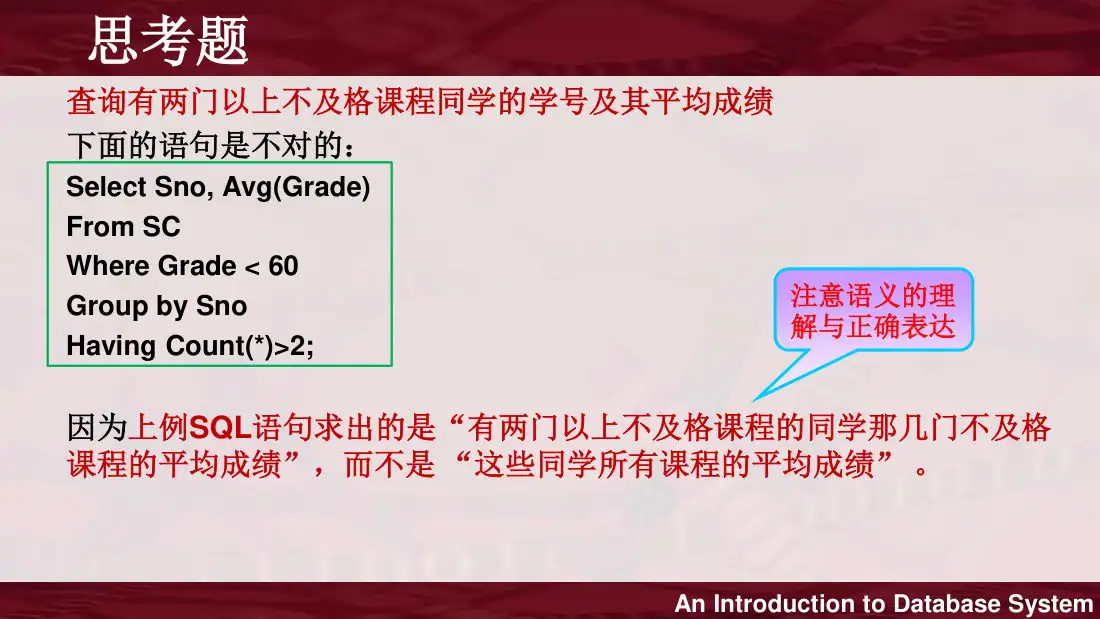 思考题
查询有两门以上不及格课程同学的学号及其平均成绩
下面的语句是不对的：
Select Sno, Avg(Grade)
From SC
Where Grade < 60
Group by Sno
Having Count(*)>2;
注意语义的理
解与正确表达
因为上例SQL语句求出的是“有两门以上不及格课程的同学那几门不及格
课程的平均成绩”，而不是 “这些同学所有课程的平均成绩” 。
An Introduction to Database System